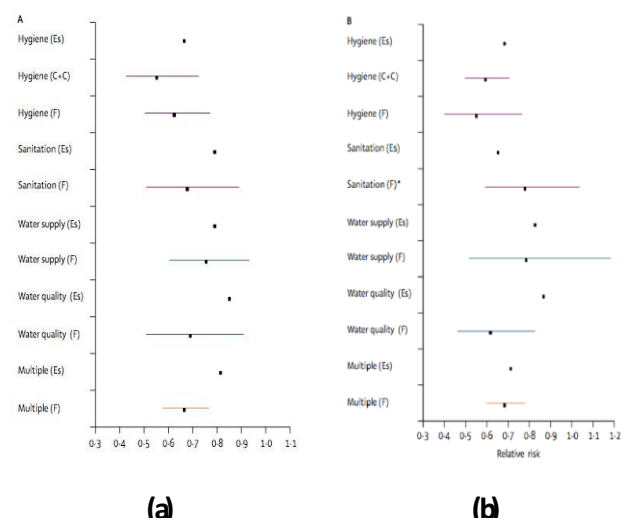 A
Hygiene (Es)
Hygiene (C+C)
Hygiene (F)
Sanitation (Es)
Sanitation (F)
Water supply (Es)
Water supply (F)
Water quality (Es)
Water quality (F)
Multiple (Es)
Multiple (F)
0·3 0·4 0·5 0·6 0·7 0·8 0·9 1·0 1·1
(a)
B
Hygiene (Es)
Hygiene (C+C)
Hygiene (F)
Sanitation (Es)
Sanitation (F)*
Water supply (Es)
Water supply (F)
Water quality (Es)
Water quality (F)
Multiple (Es)
Multiple (F)
0·3 0·4 0·5 0·6 0·7 0·8 0·9 1·0 1·1 1·2
Relative risk
(b)